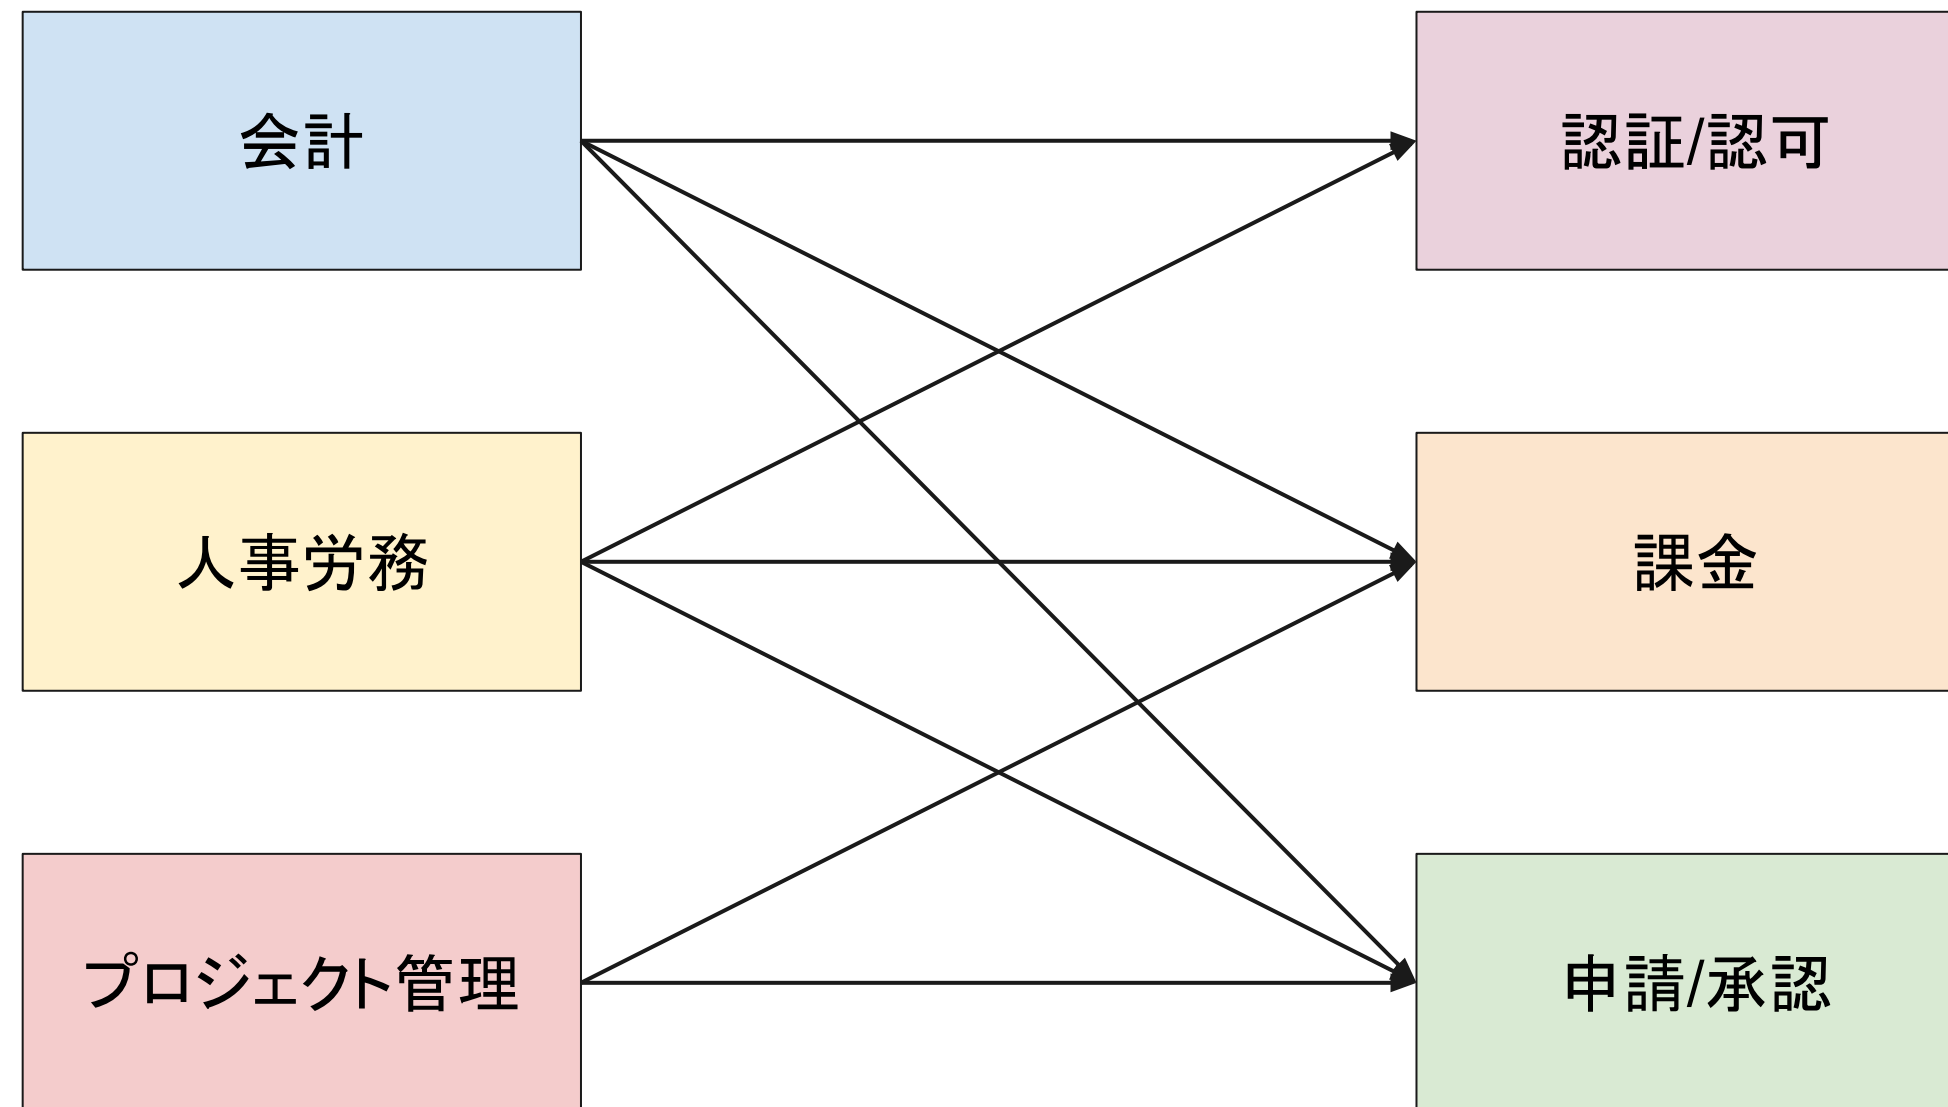 会計
認証/認可
人事労務
課金
プロジェクト管理
申請/承認